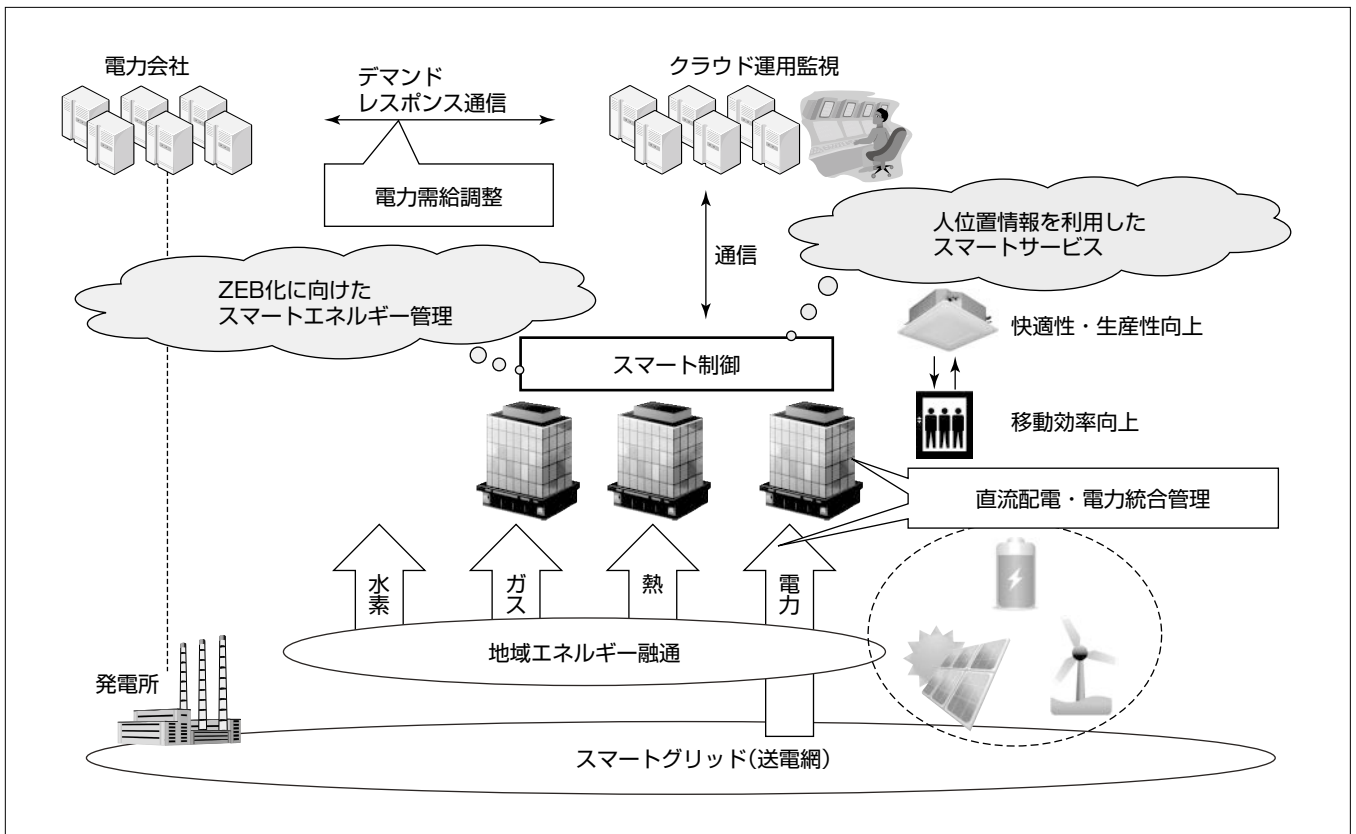 電力会社
デマンド
レスポンス通信
クラウド運用監視
電力需給調整
人位置情報を利用した
スマートサービス
通信
ZEB化に向けた
スマートエネルギー管理
快適性・生産性向上
スマート制御
移動効率向上
直流配電・電力統合管理
水素
ガス
熱
電力
地域エネルギー融通
発電所
スマートグリッド(送電網)